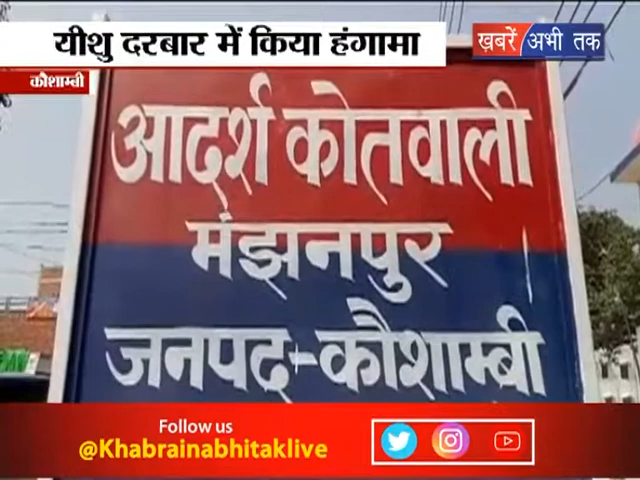 यीशु दरबार में किया हंगामा
ख़बरें अभी तक
कौशाम्बी
आदर्श कोतवाली
मंझनपुर
जनपद-कौशाम्बी
Follow us
@Khabrainabhitaklive